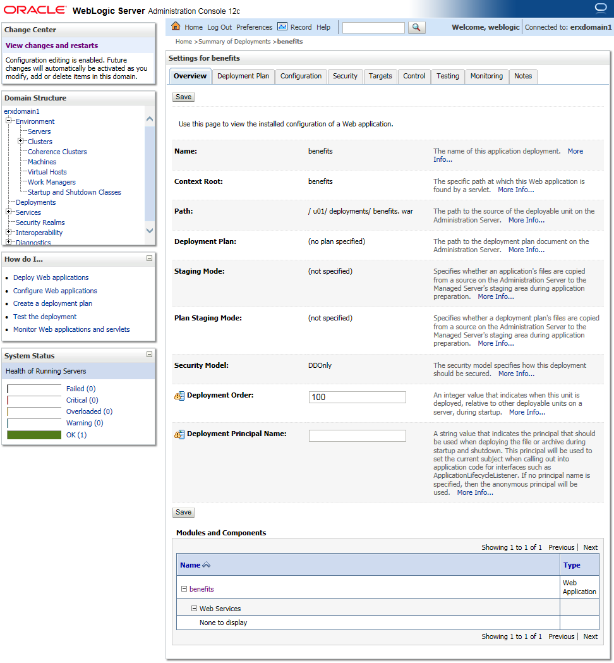 ORACLE WebLogic Server Administration Console 12c
Change Center
View changes and restarts
Configuration editing is enabled. Future
changes will automatically be activated as you
modify, add or delete items in this domain.
Domain Structure
erxdomain1
Environment
Servers
Clusters
Coherence Clusters
Machines
Virtual Hosts
Work Managers
Startup and Shutdown Classes
Deployments
Services
Security Realms
Interoperability
Diagnostics
How do I...
Deploy Web applications
Configure Web applications
Create a deployment plan
Test the deployment
Monitor Web applications and servlets
System Status
Health of Running Servers
Failed (0)
Critical (0)
Overloaded (0)
Warning (0)
OK (1)
Home Log Out Preferences Record Help
Welcome, weblogic Connected to: erxdomain1
Home >Summary of Deployments >benefits
Settings for benefits
Overview Deployment Plan Configuration Security Targets Control Testing Monitoring Notes
Save
Use this page to view the installed configuration of a Web application.
Name: benefits The name of this application deployment. More
Info...
Context Root: benefits The specific path at which this Web application is
found by a servlet. More Info...
Path: / u01/ deployments/ benefits. war The path to the source of the deployable unit on the
Administration Server. More Info...
Deployment Plan: (no plan specified) The path to the deployment plan document on the
Administration Server. More Info...
Staging Mode: (not specified) Specifies whether an application's files are copied
from a source on the Administration Server to the
Managed Server's staging area during application
preparation. More Info...
Plan Staging Mode: (not specified) Specifies whether a deployment plan's files are copied
from a source on the Administration Server to the
Managed Server's staging area during application
preparation. More Info...
Security Model: DDOnly The security model specifies how this deployment
should be secured. More Info...
Deployment Order: 100 An integer value that indicates when this unit is
deployed, relative to other deployable units on a
server, during startup. More Info...
Deployment Principal Name: A string value that indicates the principal that should
be used when deploying the file or archive during
startup and shutdown. This principal will be used to
set the current subject when calling out into
application code for interfaces such as
ApplicationLifecycleListener. If no principal name is
specified, then the anonymous principal will be
used. More Info...
Save
Modules and Components
Showing 1 to 1 of 1 Previous | Next
Name Type
benefits Web
Application
Web Services
None to display
Showing 1 to 1 of 1 Previous | Next